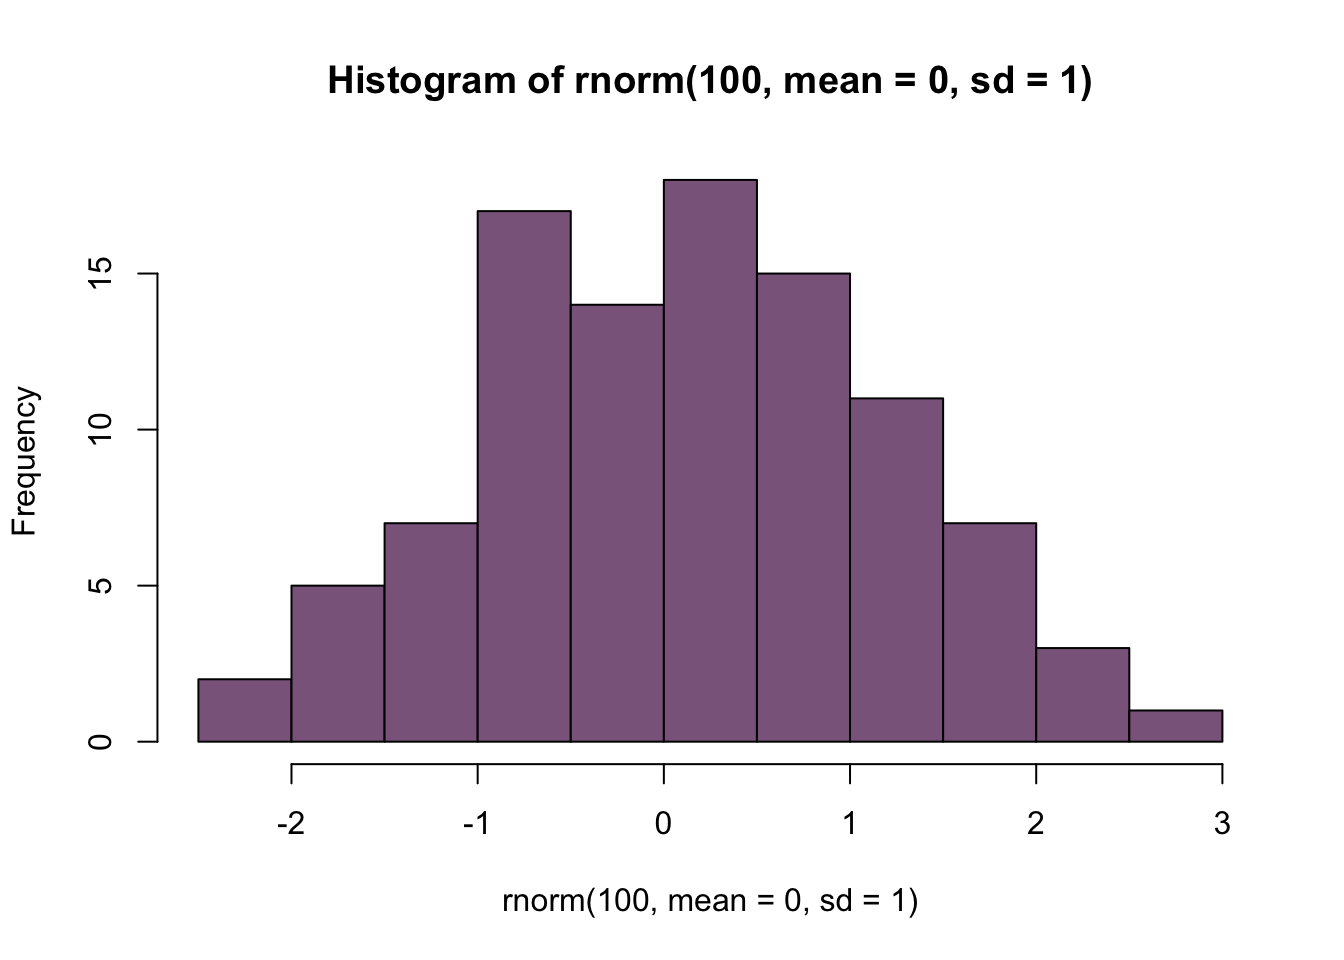 Histogram of rnorm(100, mean = 0, sd = 1)
Frequency
15
10
5
0
-2 -1 0 1 2 3
rnorm(100, mean = 0, sd = 1)